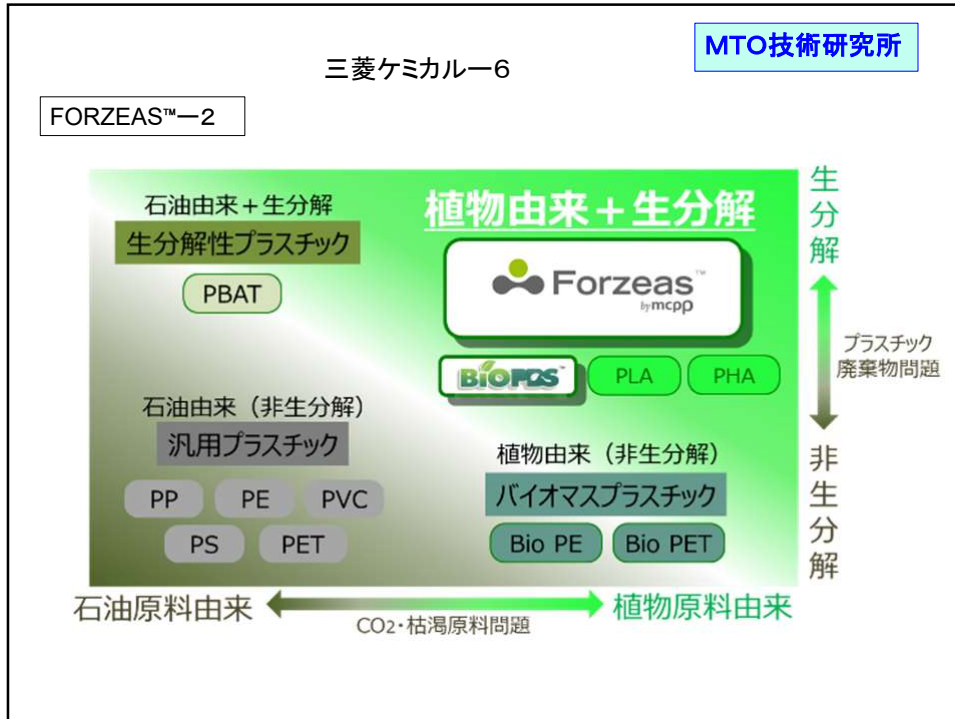 MTO技術研究所
三菱ケミカルー6
FORZEAS™ー2
石油由来+生分解
生分解性プラスチック
PBAT
植物由来+生分解
Forzeas™
by mcpp
BioPBS™
PLA
PHA
石油由来(非生分解)
汎用プラスチック
PP
PE
PVC
PS
PET
植物由来(非生分解)
バイオマスプラスチック
Bio PE
Bio PET
生分解
プラスチック
廃棄物問題
非生分解
石油原料由来
植物原料由来
CO2・枯渇原料問題